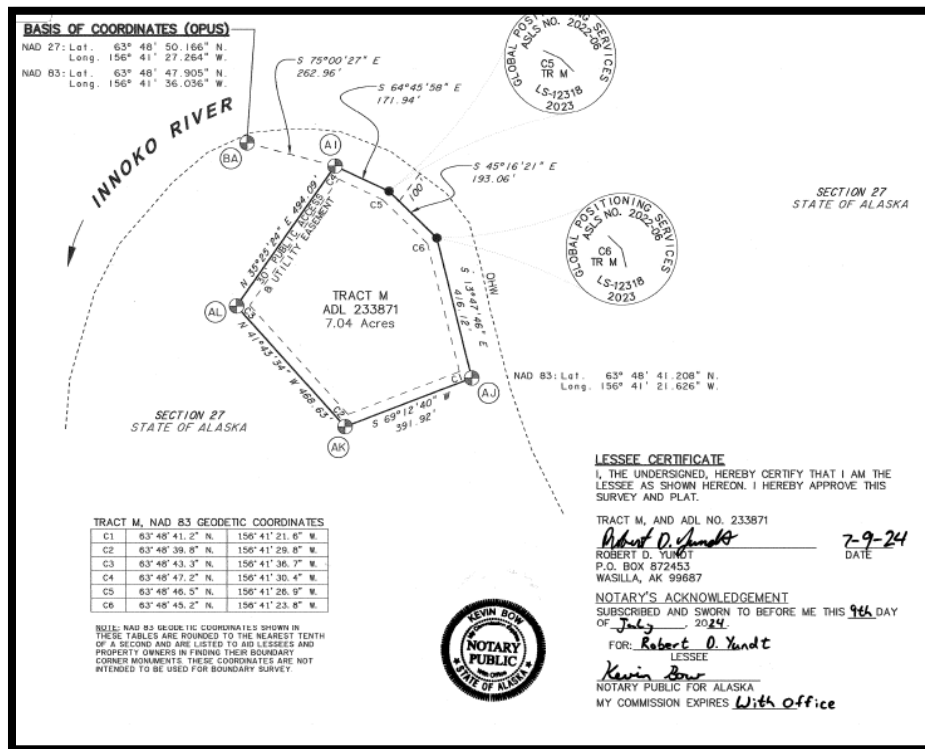 BASIS OF COORDINATES (OPUS)
NAD 27: Lat. 63° 48' 50.166" N.
Long. 156° 41' 27.264" W.
NAD 83: Lat. 63° 48' 47.905" N.
Long. 156° 41' 36.036" W.
S 75°00'27" E
262.96'
S 64°45'58" E
171.94'
GLOBAL POSITIONING SERVICES
ASLS NO. 2022-06
C5
TR M
LS-12318
2023
INNOKO RIVER
BA
A1
C4
C5
100'
S 45°16'21" E
193.06'
C6
SECTION 27
STATE OF ALASKA
GLOBAL POSITIONING SERVICES
ASLS NO. 2022-06
C6
TR M
LS-12318
2023
N 35°25'24" E 494.09'
30' PUBLIC ACCESS
& UTILITY EASEMENT
OHW
S 13°47'46" E
416.12'
TRACT M
ADL 233871
7.04 Acres
AL
C3
N 41°43'34" W 468.62'
C1
AJ
NAD 83: Lat. 63° 48' 41.208" N.
Long. 156° 41' 21.626" W.
C2
S 69°12'40" W
391.92'
AK
SECTION 27
STATE OF ALASKA
TRACT M, NAD 83 GEODETIC COORDINATES
C1 63° 48' 41.2" N. 156° 41' 21.6" W.
C2 63° 48' 39.8" N. 156° 41' 29.8" W.
C3 63° 48' 43.3" N. 156° 41' 36.7" W.
C4 63° 48' 47.2" N. 156° 41' 30.4" W.
C5 63° 48' 46.5" N. 156° 41' 26.9" W.
C6 63° 48' 45.2" N. 156° 41' 23.8" W.
NOTE: NAD 83 GEODETIC COORDINATES SHOWN IN
THESE TABLES ARE ROUNDED TO THE NEAREST TENTH
OF A SECOND AND ARE LISTED TO AID LESSEES AND
PROPERTY OWNERS IN FINDING THEIR BOUNDARY
CORNER MONUMENTS. THESE COORDINATES ARE NOT
INTENDED TO BE USED FOR BOUNDARY SURVEY.
KEVIN BOW
My Commission Expires
NOTARY
PUBLIC
With Office
STATE OF ALASKA
LESSEE CERTIFICATE
I, THE UNDERSIGNED, HEREBY CERTIFY THAT I AM THE
LESSEE AS SHOWN HEREON. I HEREBY APPROVE THIS
SURVEY AND PLAT.
TRACT M, AND ADL NO. 233871
Robert D. Yundt 7-9-24
ROBERT D. YUNDT DATE
P.O. BOX 872453
WASILLA, AK 99687
NOTARY'S ACKNOWLEDGEMENT
SUBSCRIBED AND SWORN TO BEFORE ME THIS 9th DAY
OF July, 2024.
FOR: Robert D. Yundt
LESSEE
Kevin Bow
NOTARY PUBLIC FOR ALASKA
MY COMMISSION EXPIRES With Office